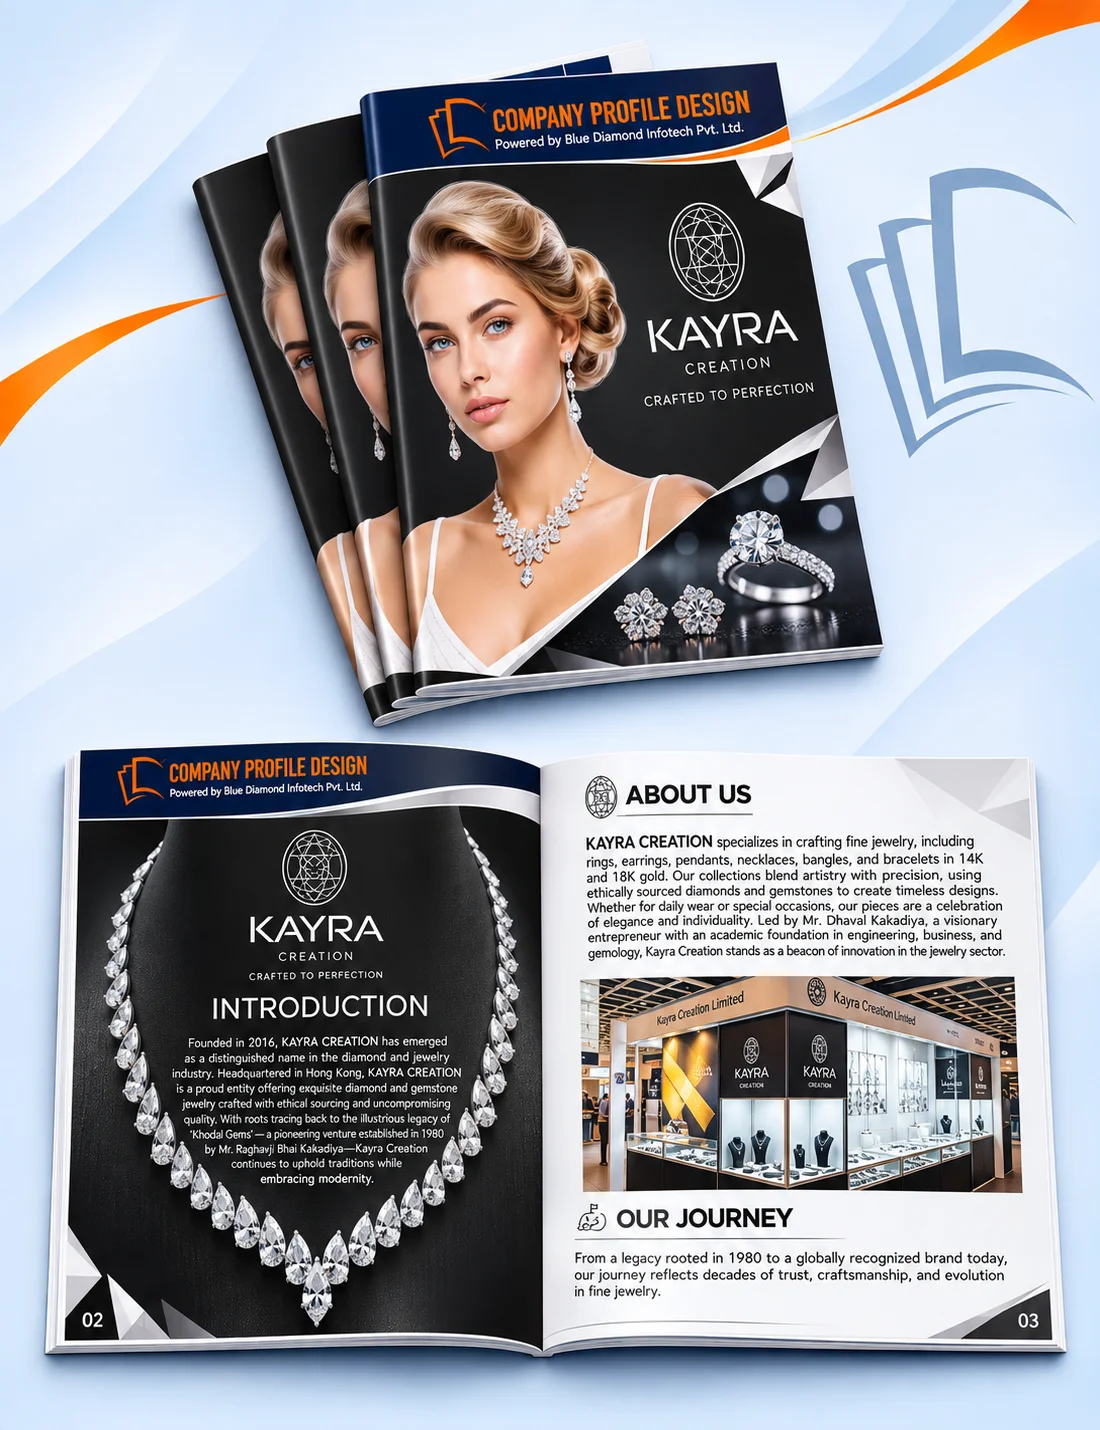 COMPANY PROFILE DESIGN
Powered by Blue Diamond Infotech Pvt. Ltd.
KAYRA
CREATION
CRAFTED TO PERFECTION
COMPANY PROFILE DESIGN
Powered by Blue Diamond Infotech Pvt. Ltd.
KAYRA
CREATION
CRAFTED TO PERFECTION
INTRODUCTION
Founded in 2016, KAYRA CREATION has emerged
as a distinguished name in the diamond and jewelry
industry. Headquartered in Hong Kong, KAYRA CREATION
is a proud entity offering exquisite diamond and gemstone
jewelry crafted with ethical sourcing and uncompromising
quality. With roots tracing back to the illustrious legacy of
'Khodal Gems' — a pioneering venture established in 1980
by Mr. Raghavji Bhai Kakadiya—Kayra Creation
continues to uphold traditions while
embracing modernity.
02
ABOUT US
KAYRA CREATION specializes in crafting fine jewelry, including
rings, earrings, pendants, necklaces, bangles, and bracelets in 14K
and 18K gold. Our collections blend artistry with precision, using
ethically sourced diamonds and gemstones to create timeless designs.
Whether for daily wear or special occasions, our pieces are a celebration
of elegance and individuality. Led by Mr. Dhaval Kakadiya, a visionary
entrepreneur with an academic foundation in engineering, business, and
gemology, Kayra Creation stands as a beacon of innovation in the jewelry sector.
Kayra Creation Limited
Kayra Creation Limited
KAYRA
CREATION
KAYRA
CREATION
OUR JOURNEY
From a legacy rooted in 1980 to a globally recognized brand today,
our journey reflects decades of trust, craftsmanship, and evolution
in fine jewelry.
03